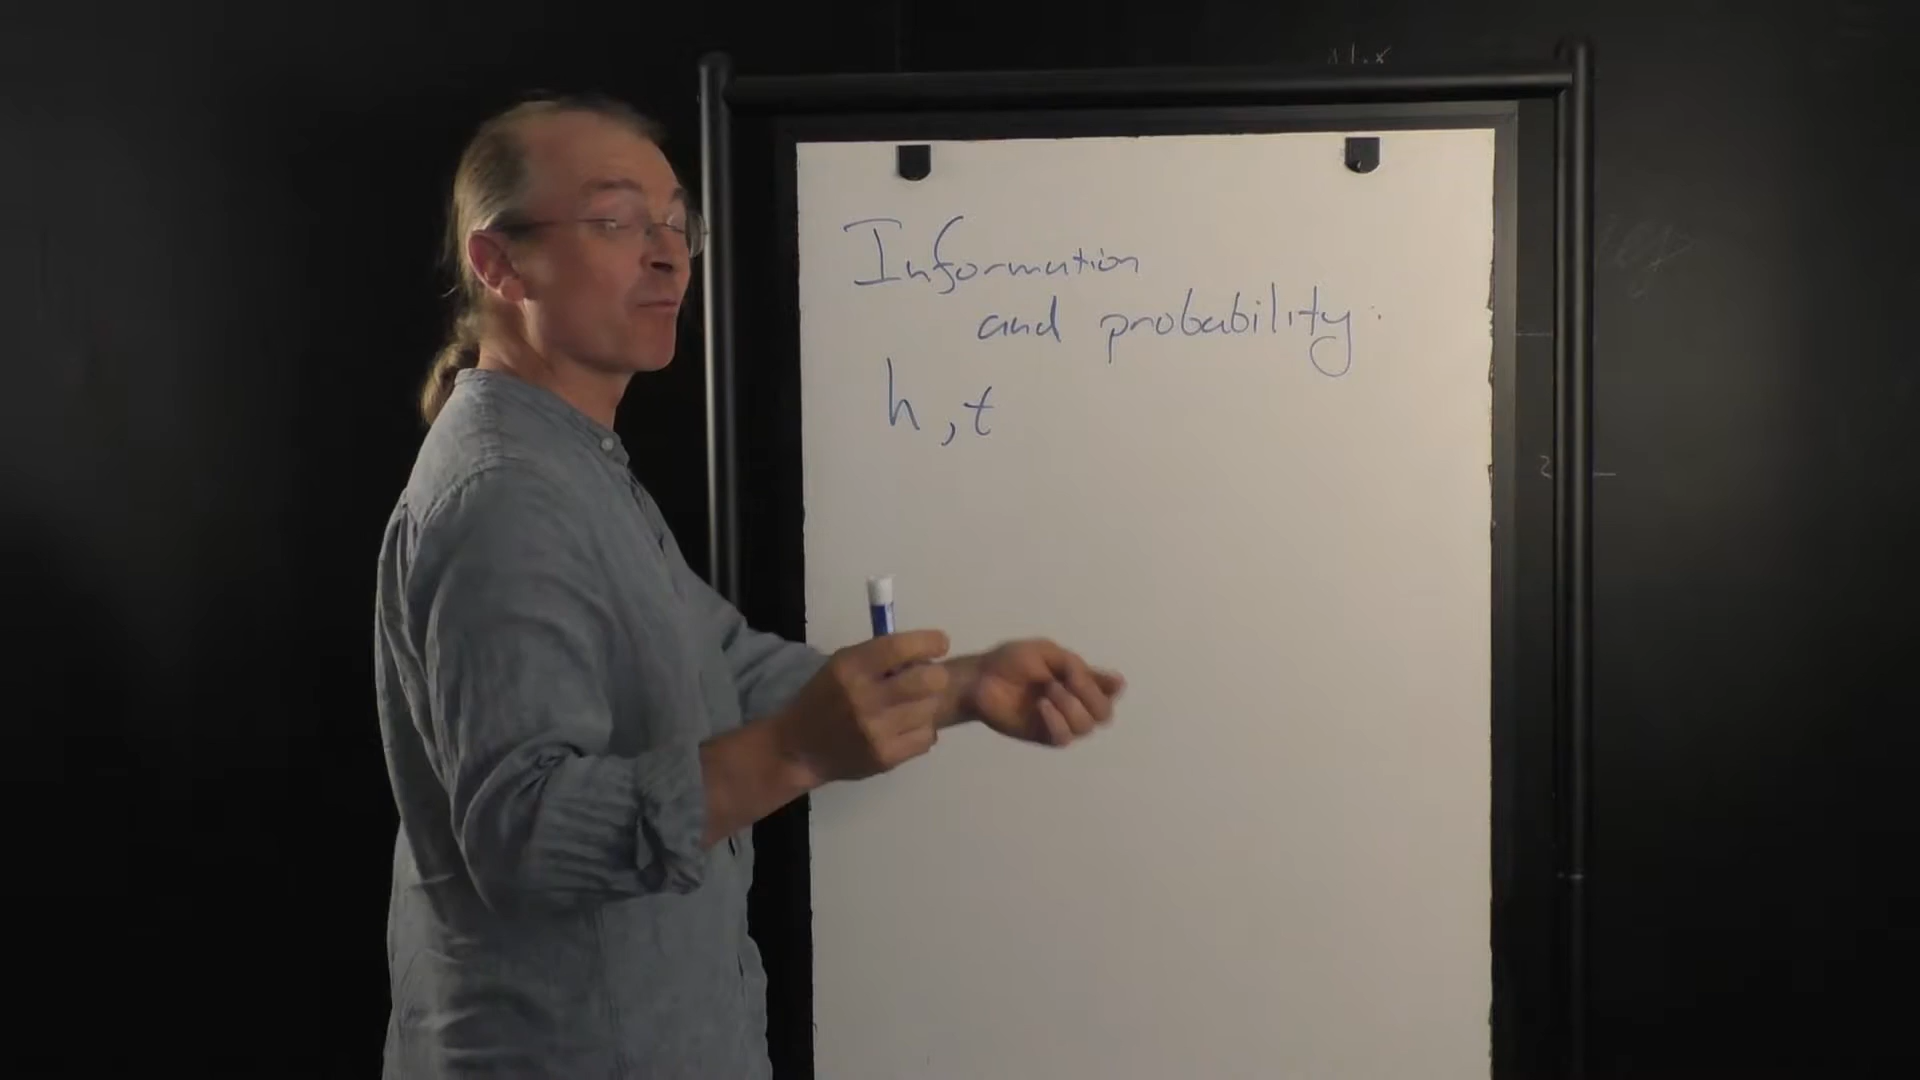 Information
and probability:
h, t